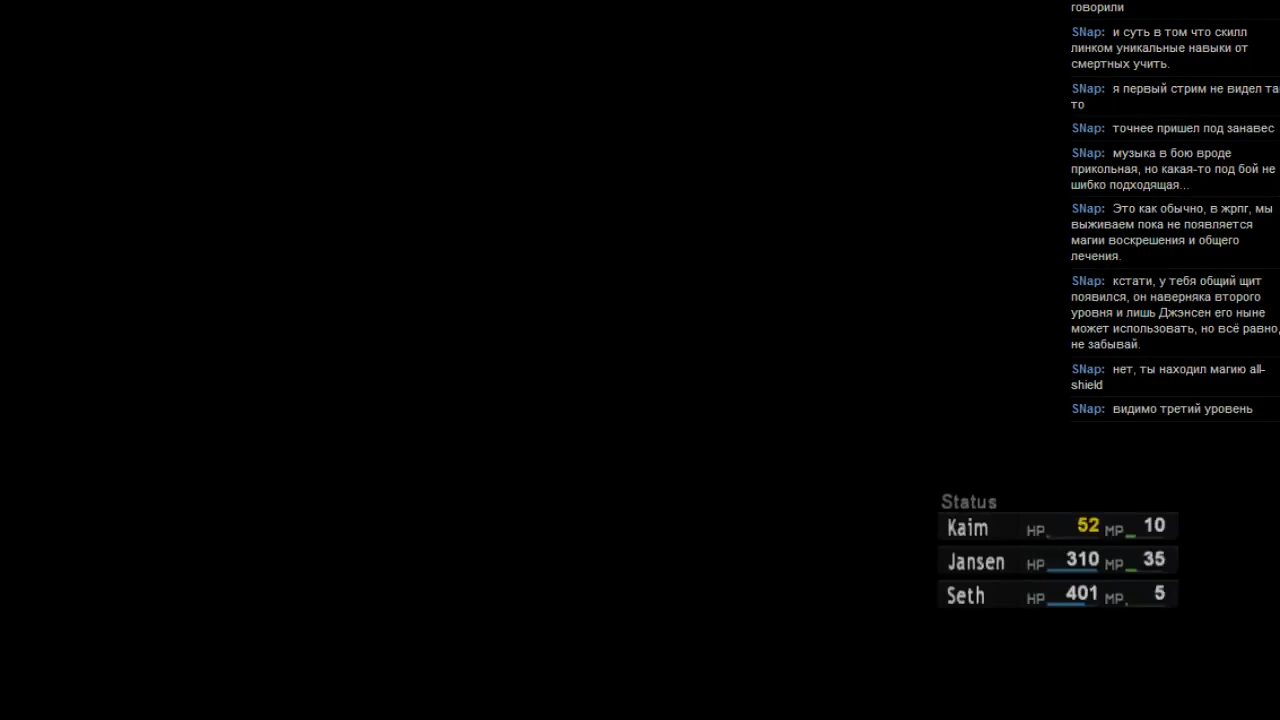 говорили
SNap: и суть в том что скилл
линком уникальные навыки от
смертных учить.
SNap: я первый стрим не видел та
то
SNap: точнее пришел под занавес
SNap: музыка в бою вроде
прикольная, но какая-то под бой не
шибко подходящая...
SNap: Это как обычно, в жрпг, мы
выживаем пока не появляется
магии воскрешения и общего
лечения.
SNap: кстати, у тебя общий щит
появился, он наверняка второго
уровня и лишь Джэнсен его ныне
может использовать, но всё равно,
не забывай.
SNap: нет, ты находил магию all-
shield
SNap: видимо третий уровень
Status
Kaim HP 52 MP 10
Jansen HP 310 MP 35
Seth HP 401 MP 5